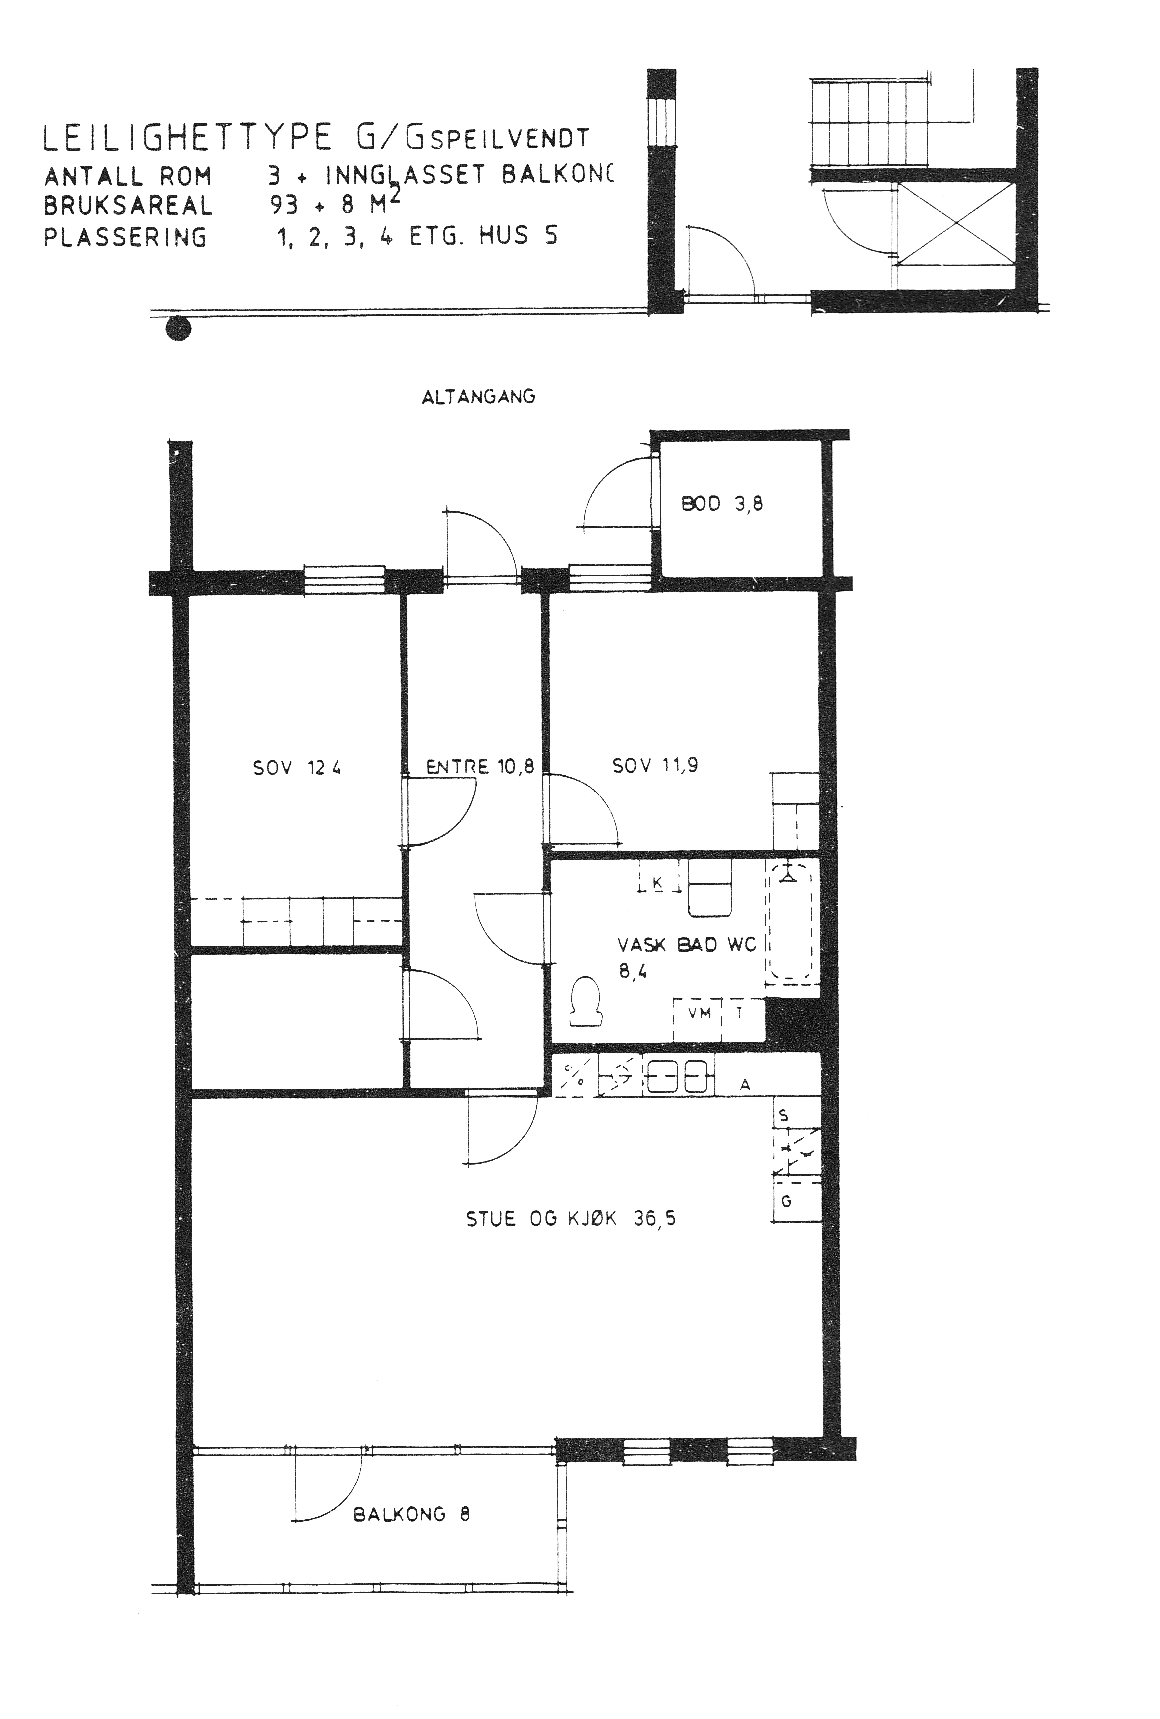 LEILIGHETTYPE G/G SPEILVENDT
ANTALL ROM 3 + INNGLASSET BALKONG
BRUKSAREAL 93 + 8 M²
PLASSERING 1, 2, 3, 4 ETG. HUS 5
ALTANGANG
BOD 3,8
SOV 12 4
ENTRE 10,8
SOV 11,9
K
VASK BAD WC
8,4
VM T
A
S
G
STUE OG KJØK 36,5
BALKONG 8